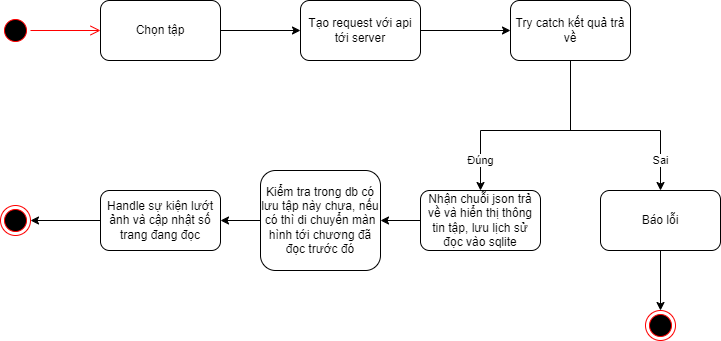 Chọn tập
Tạo request với api
tới server
Try catch kết quả trả
về
Đúng
Sai
Handle sự kiện lướt
ảnh và cập nhật số
trang đang đọc
Kiểm tra trong db có
lưu tập này chưa, nếu
có thì di chuyển màn
hình tới chương đã
đọc trước đó
Nhận chuỗi json trả
về và hiển thị thông
tin tập, lưu lịch sử
đọc vào sqlite
Báo lỗi